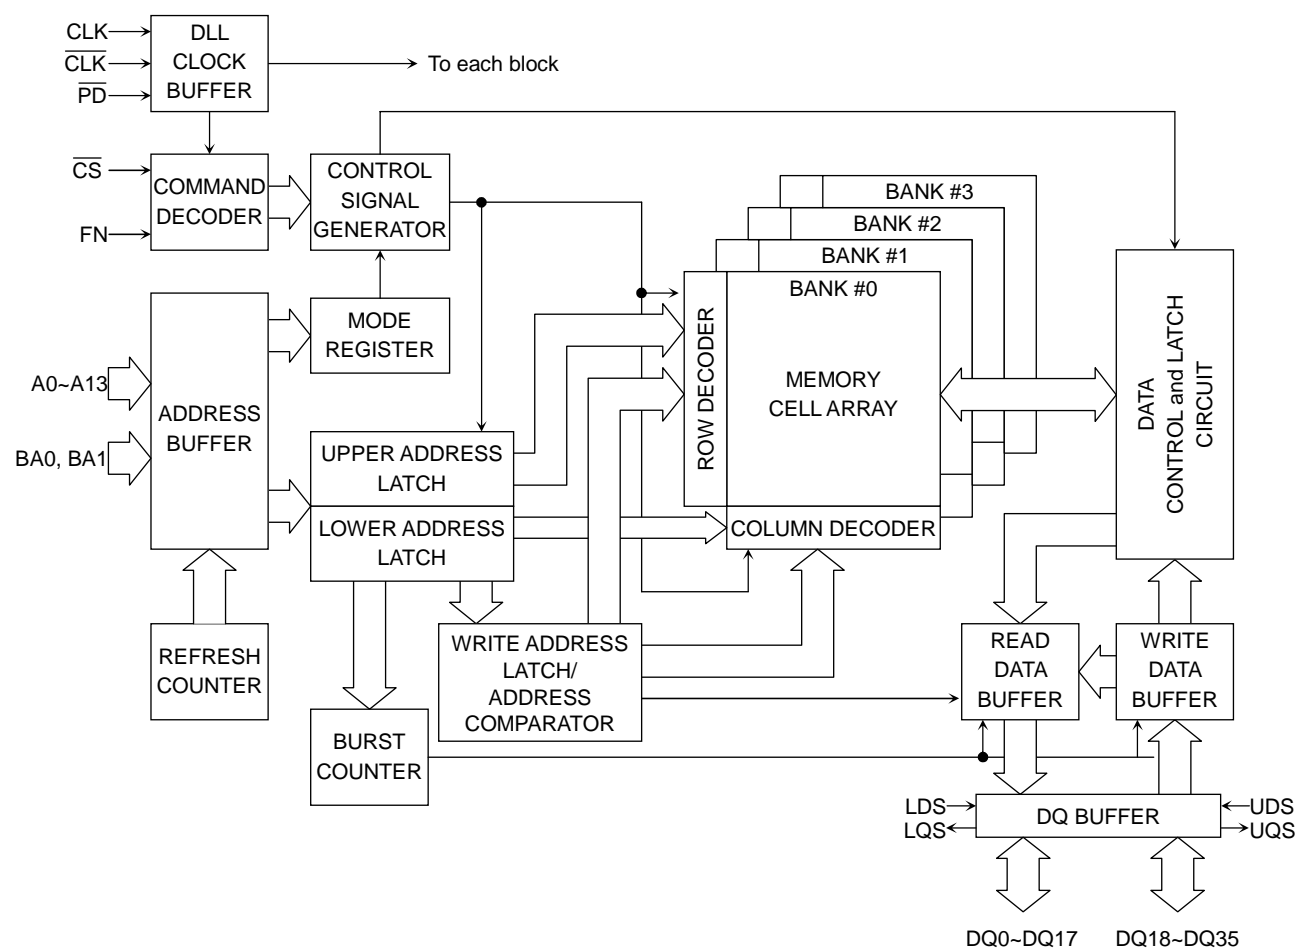 CLK
CLK
PD
DLL
CLOCK
BUFFER
To each block
CS
FN
COMMAND
DECODER
CONTROL
SIGNAL
GENERATOR
MODE
REGISTER
A0~A13
BA0, BA1
ADDRESS
BUFFER
UPPER ADDRESS
LATCH
LOWER ADDRESS
LATCH
REFRESH
COUNTER
WRITE ADDRESS
LATCH/
ADDRESS
COMPARATOR
BURST
COUNTER
BANK #3
BANK #2
BANK #1
BANK #0
ROW DECODER
MEMORY
CELL ARRAY
COLUMN DECODER
DATA
CONTROL and LATCH
CIRCUIT
READ
DATA
BUFFER
WRITE
DATA
BUFFER
LDS
LQS
DQ BUFFER
UDS
UQS
DQ0~DQ17
DQ18~DQ35